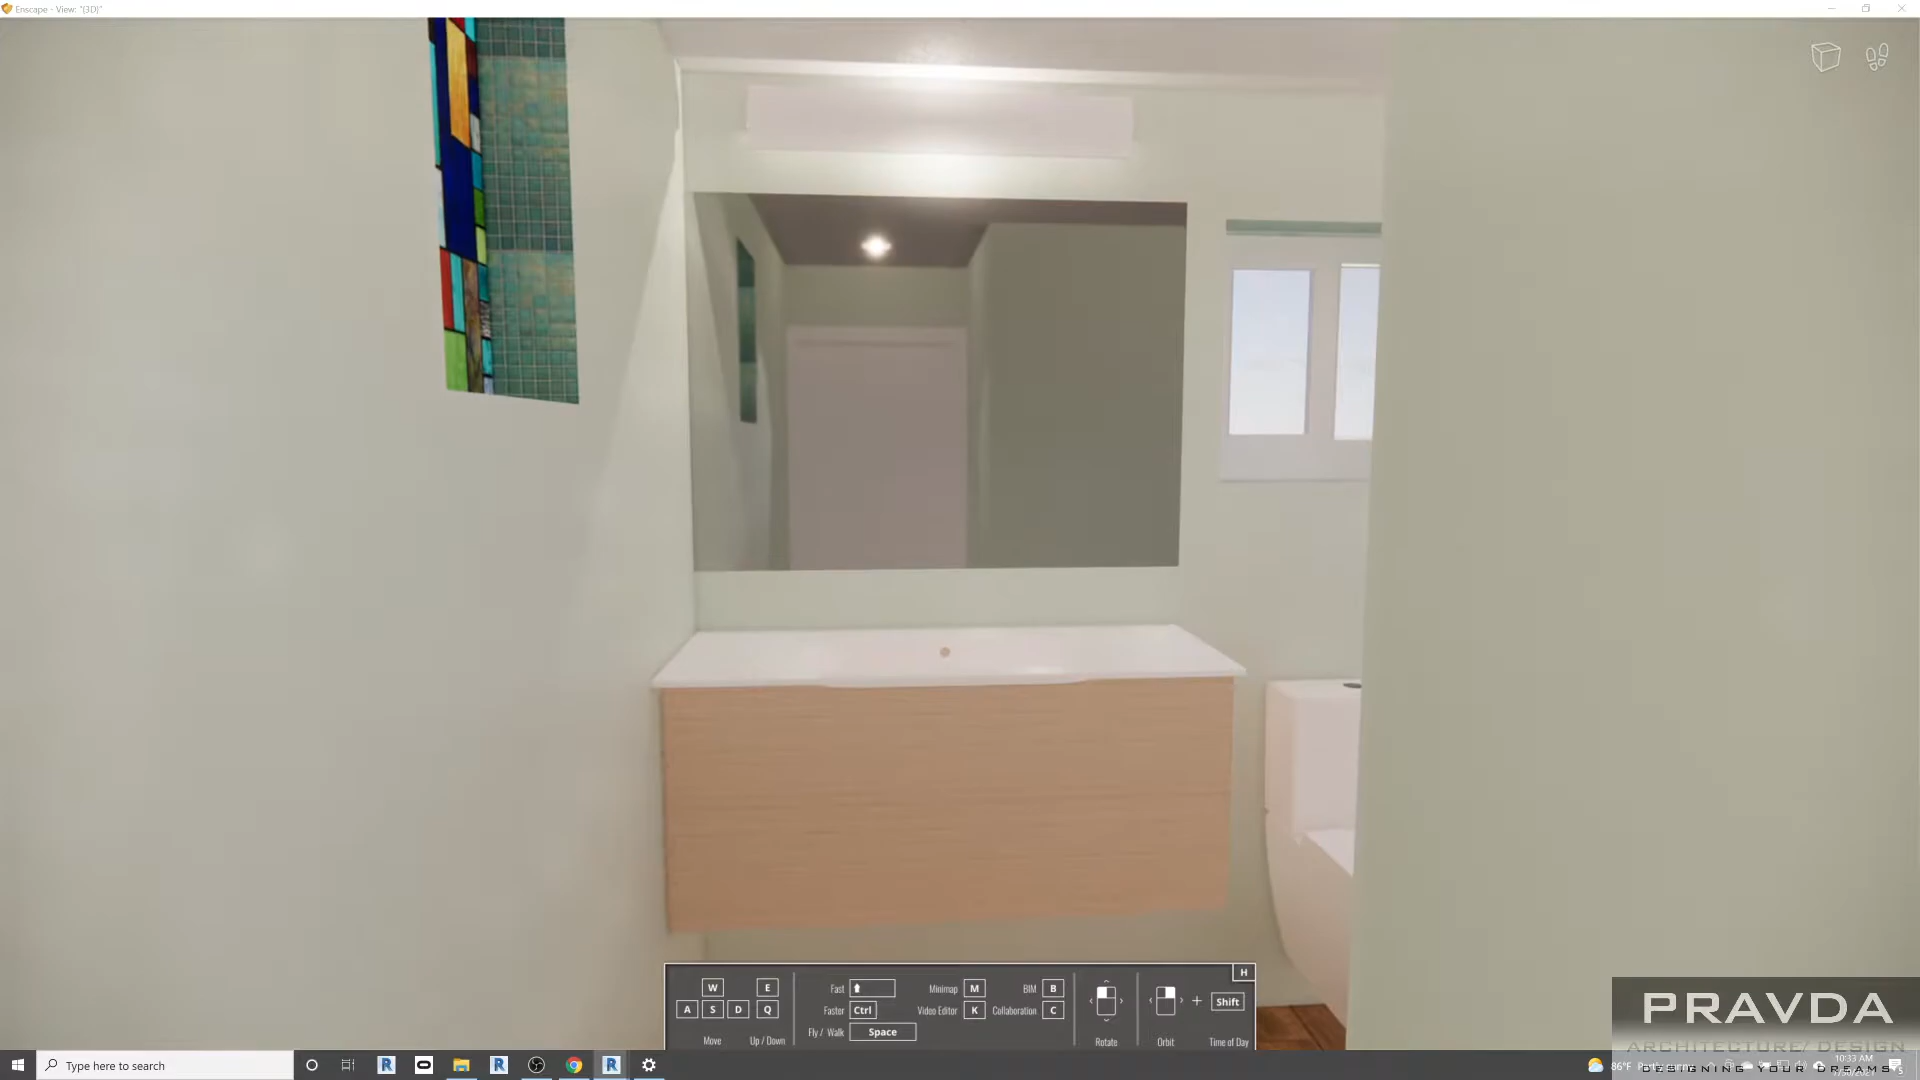 Enscape - View: "{3D}"
H
W E Fast Minimap M BIM B
A S D Q Faster Ctrl Video Editor K Collaboration C + Shift
Fly / Walk Space
Move Up / Down Rotate Orbit Time of Day
PRAVDA
ARCHITECTURE/ DESIGN
DESIGNING YOUR DREAMS
Type here to search
86°F
10:33 AM